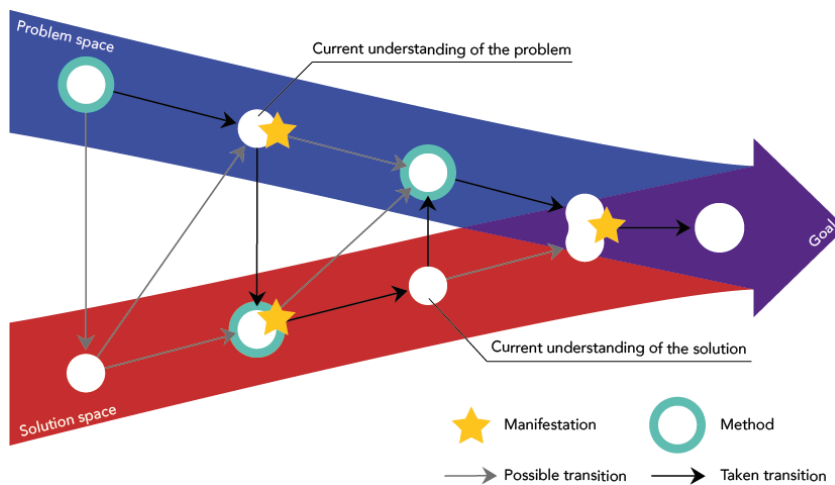 Problem space
Current understanding of the problem
Goal
Current understanding of the solution
Solution space
Manifestation
Method
Possible transition
Taken transition